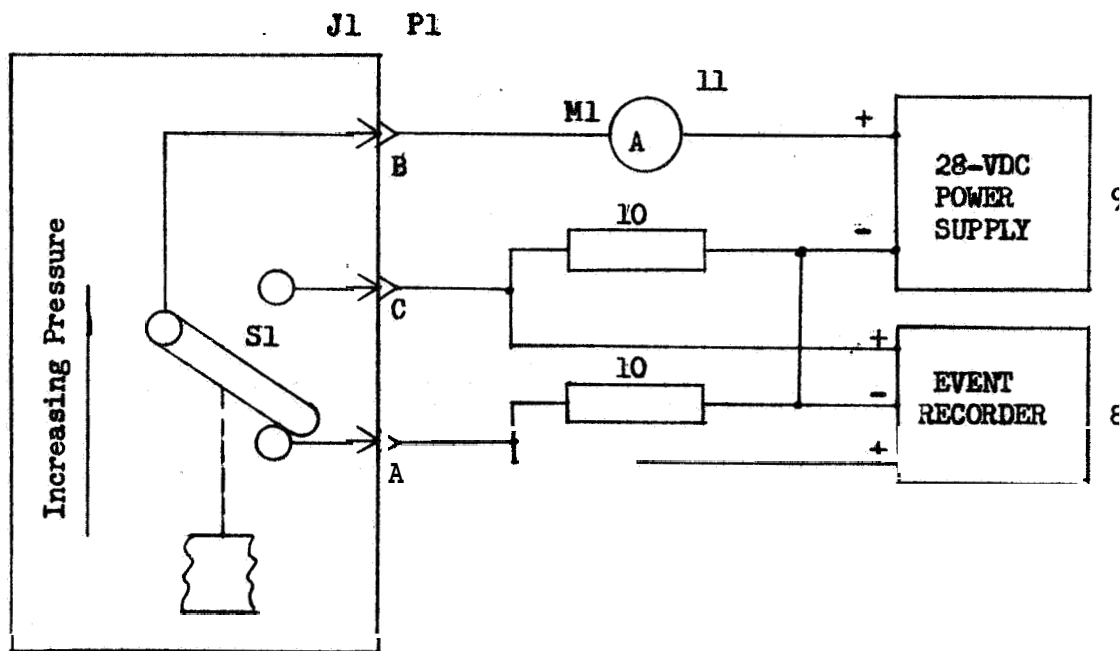 J1 P1
11
M1
A
+
28-VDC
POWER
SUPPLY
9
B
10
-
Increasing Pressure
C
S1
+
10
EVENT
RECORDER
-
8
+
A